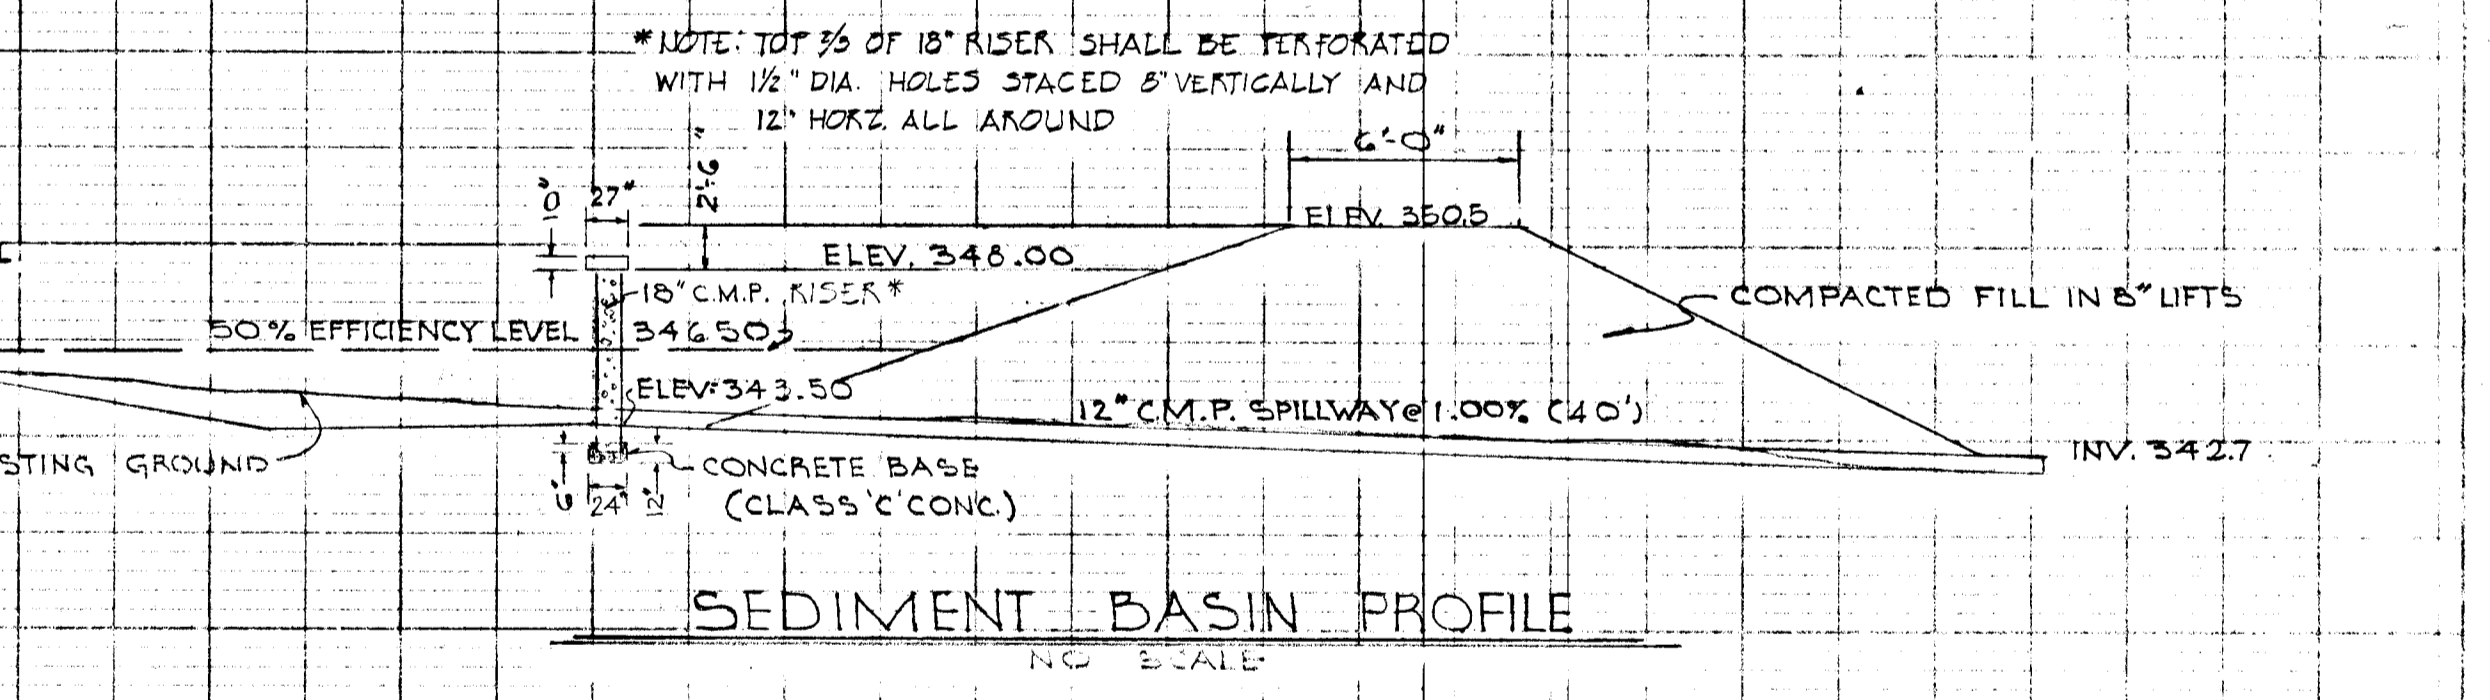 *NOTE: TOP 2/3 OF 18" RISER SHALL BE PERFORATED
WITH 1½" DIA. HOLES SPACED 8" VERTICALLY AND
12" HORZ. ALL AROUND
6'-0"
2'-6"
27"
ELEV. 350.5
ELEV. 348.00
18" C.M.P. RISER*
COMPACTED FILL IN 8" LIFTS
50% EFFICIENCY LEVEL 346.50
ELEV. 343.50
12" C.M.P. SPILLWAY @ 1.00% (40')
INV. 342.7
STING GROUND
CONCRETE BASE
6"
24"
12"
(CLASS 'C' CONC.)
SEDIMENT BASIN PROFILE
NO SCALE